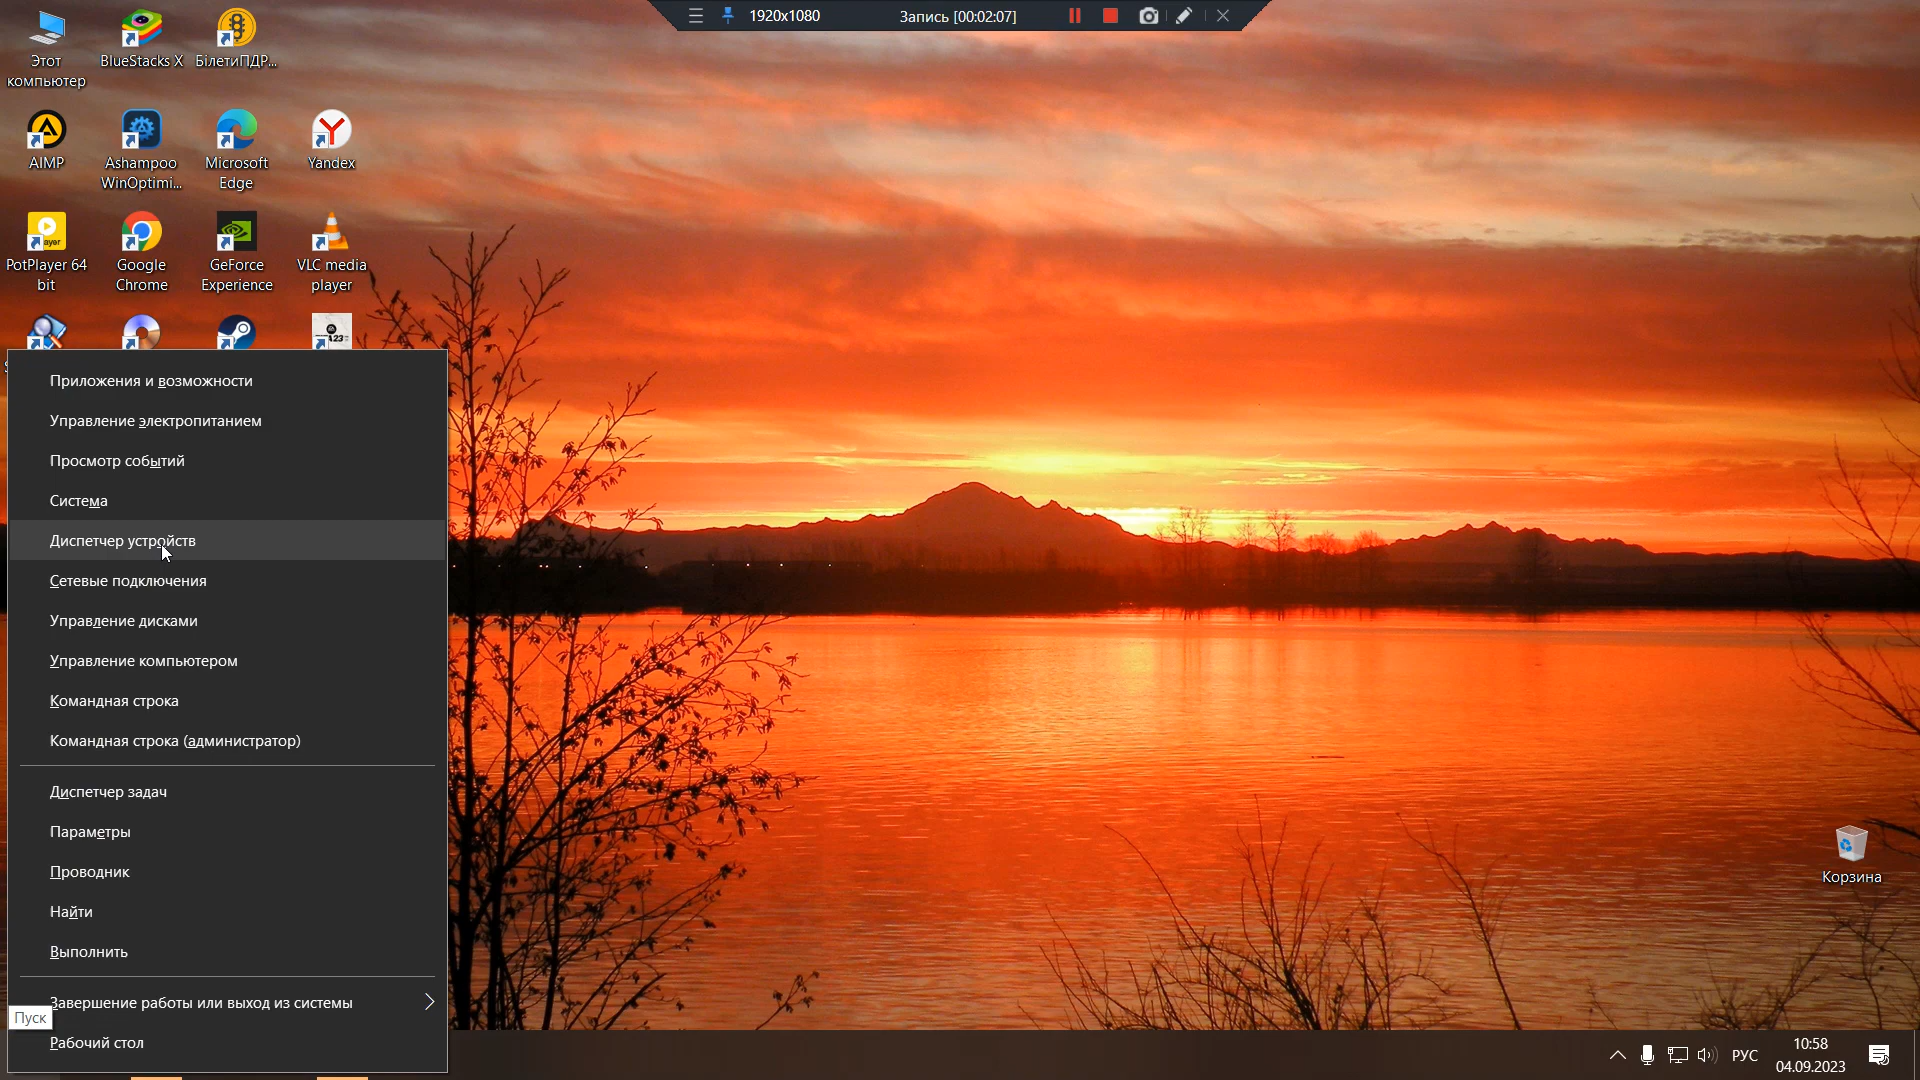 1920x1080
Запись [00:02:07]
Этот
компьютер
BlueStacks X
БілетиПДР...
AIMP
Ashampoo
WinOptimi...
Microsoft
Edge
Yandex
PotPlayer 64
bit
Google
Chrome
GeForce
Experience
VLC media
player
Приложения и возможности
Управление электропитанием
Просмотр событий
Система
Диспетчер устройств
Сетевые подключения
Управление дисками
Управление компьютером
Командная строка
Командная строка (администратор)
Диспетчер задач
Параметры
Проводник
Найти
Выполнить
Завершение работы или выход из системы
Пуск
Рабочий стол
Корзина
РУС
10:58
04.09.2023